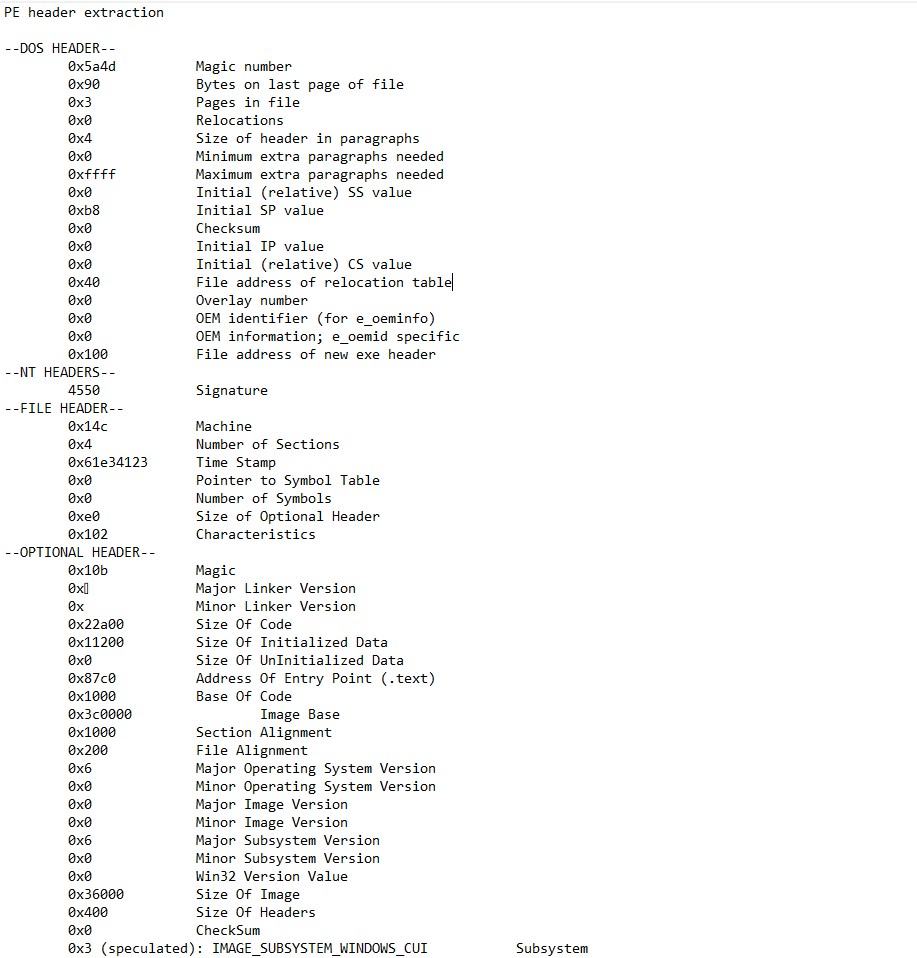 PE header extraction
--DOS HEADER--
0x5a4d Magic number
0x90 Bytes on last page of file
0x3 Pages in file
0x0 Relocations
0x4 Size of header in paragraphs
0x0 Minimum extra paragraphs needed
0xffff Maximum extra paragraphs needed
0x0 Initial (relative) SS value
0xb8 Initial SP value
0x0 Checksum
0x0 Initial IP value
0x0 Initial (relative) CS value
0x40 File address of relocation table
0x0 Overlay number
0x0 OEM identifier (for e_oeminfo)
0x0 OEM information; e_oemid specific
0x100 File address of new exe header
--NT HEADERS--
4550 Signature
--FILE HEADER--
0x14c Machine
0x4 Number of Sections
0x61e34123 Time Stamp
0x0 Pointer to Symbol Table
0x0 Number of Symbols
0xe0 Size of Optional Header
0x102 Characteristics
--OPTIONAL HEADER--
0x10b Magic
0x▯ Major Linker Version
0x Minor Linker Version
0x22a00 Size Of Code
0x11200 Size Of Initialized Data
0x0 Size Of UnInitialized Data
0x87c0 Address Of Entry Point (.text)
0x1000 Base Of Code
0x3c0000 Image Base
0x1000 Section Alignment
0x200 File Alignment
0x6 Major Operating System Version
0x0 Minor Operating System Version
0x0 Major Image Version
0x0 Minor Image Version
0x6 Major Subsystem Version
0x0 Minor Subsystem Version
0x0 Win32 Version Value
0x36000 Size Of Image
0x400 Size Of Headers
0x0 CheckSum
0x3 (speculated): IMAGE_SUBSYSTEM_WINDOWS_CUI Subsystem